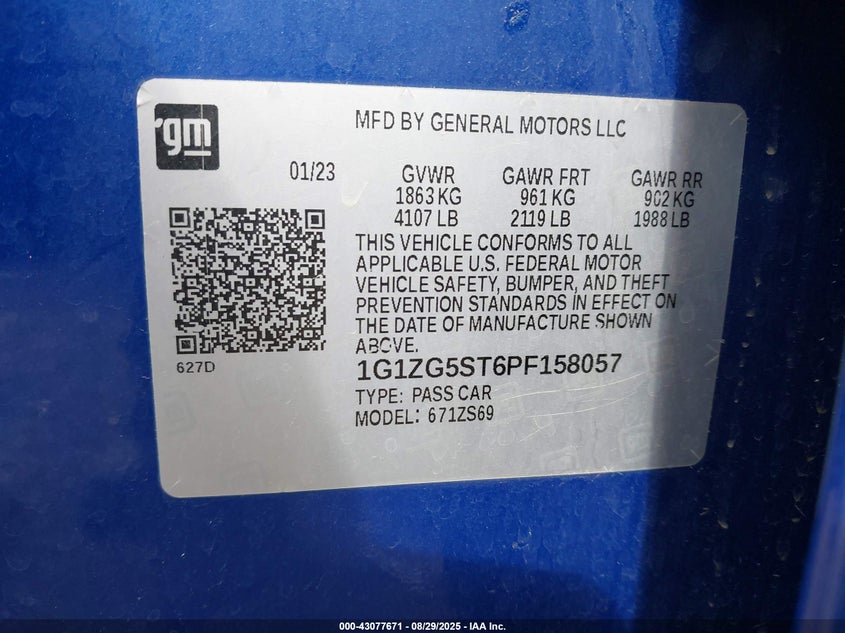 gm
MFD BY GENERAL MOTORS LLC
01/23
GVWR GAWR FRT GAWR RR
1863 KG 961 KG 902 KG
4107 LB 2119 LB 1988 LB
THIS VEHICLE CONFORMS TO ALL
APPLICABLE U.S. FEDERAL MOTOR
VEHICLE SAFETY, BUMPER, AND THEFT
PREVENTION STANDARDS IN EFFECT ON
THE DATE OF MANUFACTURE SHOWN
ABOVE.
627D
1G1ZG5ST6PF158057
TYPE: PASS CAR
MODEL: 671ZS69
000-43077671 - 08/29/2025 - IAA Inc.